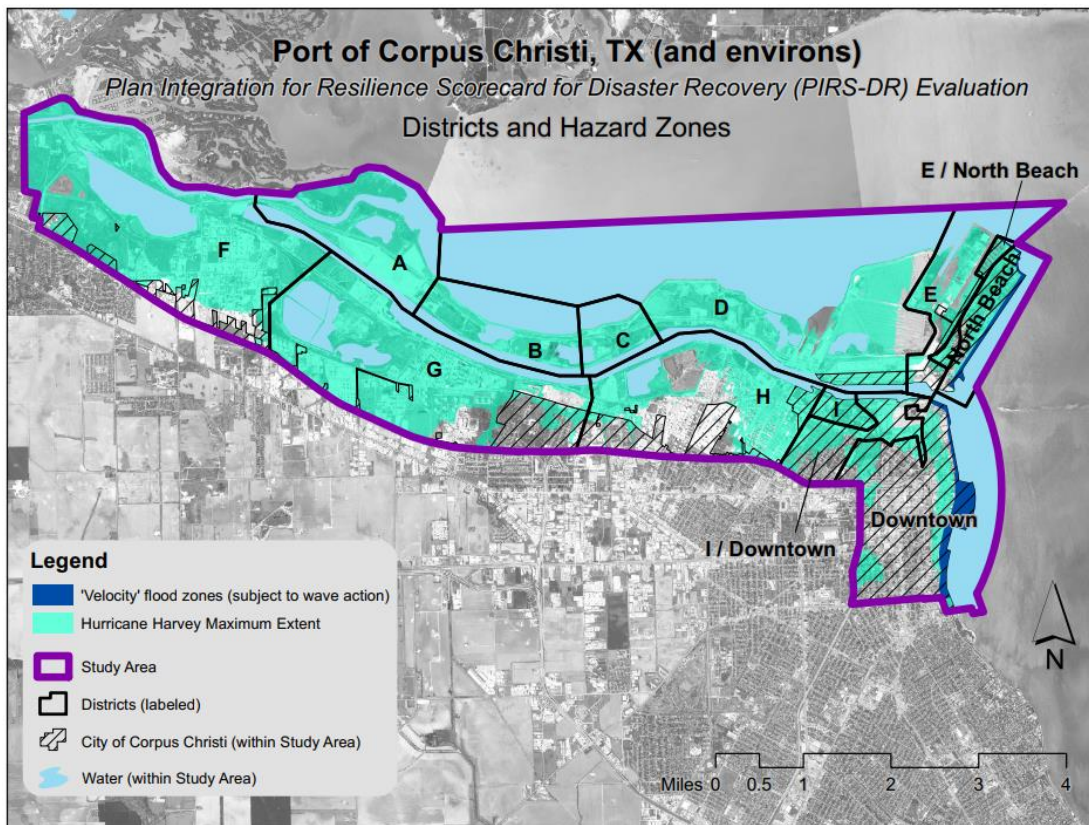 Port of Corpus Christi, TX (and environs)
Plan Integration for Resilience Scorecard for Disaster Recovery (PIRS-DR) Evaluation
Districts and Hazard Zones
E / North Beach
F
A
D
E
North Beach
B
C
G
H
I
Downtown
I / Downtown
Legend
'Velocity' flood zones (subject to wave action)
Hurricane Harvey Maximum Extent
Study Area
Districts (labeled)
City of Corpus Christi (within Study Area)
Water (within Study Area)
N
Miles 0 0.5 1 2 3 4